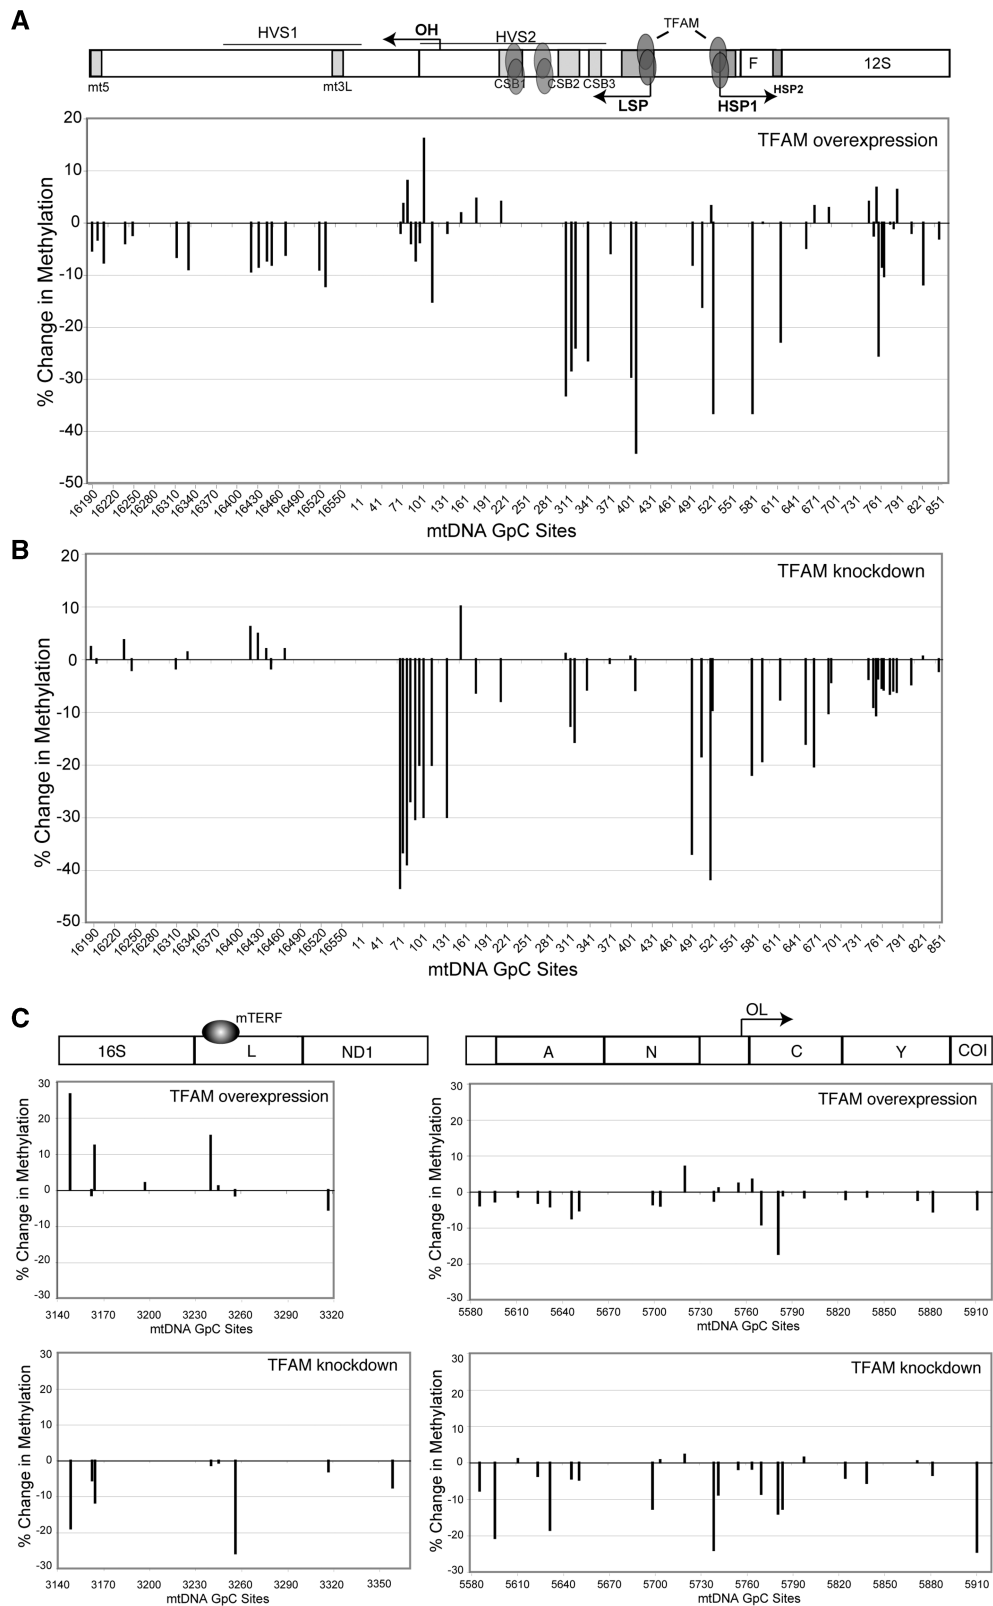 A
HVS1
OH
HVS2
TFAM
F
12S
mt5
mt3L
CSB1
CSB2
CSB3
LSP
HSP1
HSP2
TFAM overexpression
% Change in Methylation
20
10
0
-10
-20
-30
-40
-50
16190 16220 16250 16280 16310 16340 16370 16400 16430 16460 16490 16520 16550 11 41 71 101 131 161 191 221 251 281 311 341 371 401 431 461 491 521 551 581 611 641 671 701 731 761 791 821 851
mtDNA GpC Sites
B
TFAM knockdown
% Change in Methylation
20
10
0
-10
-20
-30
-40
-50
16190 16220 16250 16280 16310 16340 16370 16400 16430 16460 16490 16520 16550 11 41 71 101 131 161 191 221 251 281 311 341 371 401 431 461 491 521 551 581 611 641 671 701 731 761 791 821 851
mtDNA GpC Sites
C
mTERF
16S L ND1
TFAM overexpression
% Change in Methylation
30
20
10
0
-10
-20
-30
3140 3170 3200 3230 3260 3290 3320
mtDNA GpC Sites
TFAM knockdown
% Change in Methylation
30
20
10
0
-10
-20
-30
3140 3170 3200 3230 3260 3290 3320 3350
mtDNA GpC Sites
OL
A N C Y COI
TFAM overexpression
% Change in Methylation
30
20
10
0
-10
-20
-30
5580 5610 5640 5670 5700 5730 5760 5790 5820 5850 5880 5910
mtDNA GpC Sites
TFAM knockdown
% Change in Methylation
30
20
10
0
-10
-20
-30
5580 5610 5640 5670 5700 5730 5760 5790 5820 5850 5880 5910
mtDNA GpC Sites